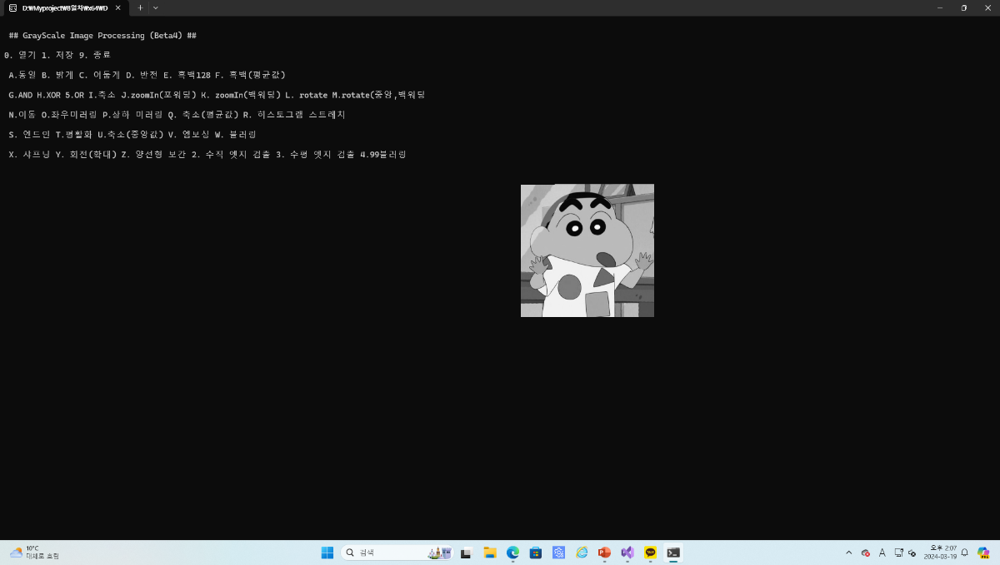 D:₩Myproject₩8열차₩x64₩D
## GrayScale Image Processing (Beta4) ##
0. 열기 1. 저장 9. 종료
A.동일 B. 밝게 C. 어둡게 D. 반전 E. 흑백128 F. 흑백(평균값)
G.AND H.XOR 5.OR I.축소 J.zoomIn(포워딩) K. zoomIn(백워딩) L. rotate M.rotate(중앙,백워딩
N.이동 O.좌우미러링 P.상하 미러링 Q. 축소(평균값) R. 히스토그램 스트레치
S. 엔드인 T.평활화 U.축소(중앙값) V. 엠보싱 W. 블러링
X. 샤프닝 Y. 회전(확대) Z. 양선형 보간 2. 수직 엣지 검출 3. 수평 엣지 검출 4.99블러링
10°C
대체로 흐림
검색
A
오후 2:07
2024-03-19